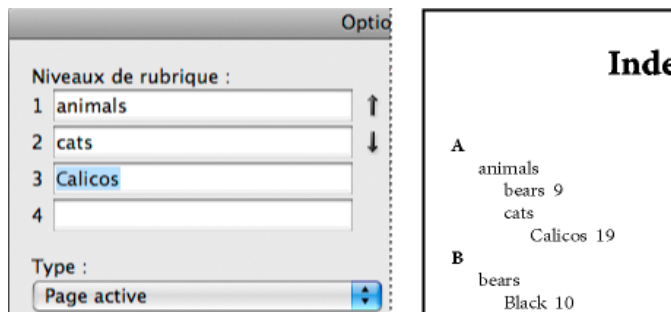 Optio
Niveaux de rubrique :
1 animals
2 cats
3 Calicos
4
Type :
Page active
Inde
A
animals
bears 9
cats
Calicos 19
B
bears
Black 10